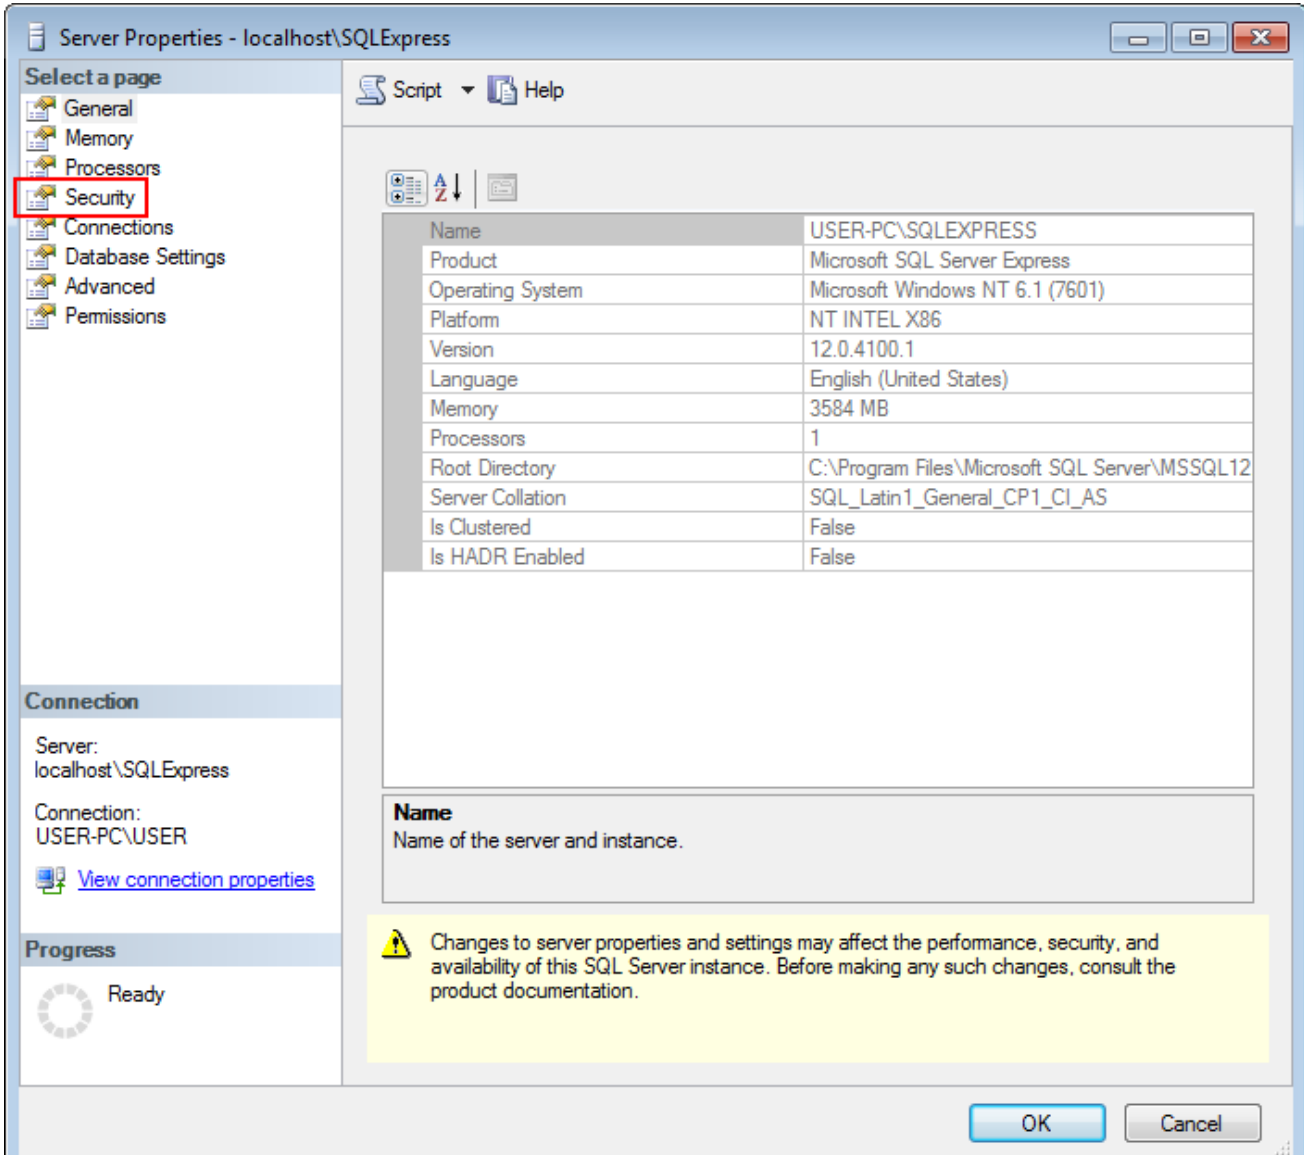 Server Properties - localhost\SQLExpress
Select a page
General
Memory
Processors
Security
Connections
Database Settings
Advanced
Permissions
Script Help
Name USER-PC\SQLEXPRESS
Product Microsoft SQL Server Express
Operating System Microsoft Windows NT 6.1 (7601)
Platform NT INTEL X86
Version 12.0.4100.1
Language English (United States)
Memory 3584 MB
Processors 1
Root Directory C:\Program Files\Microsoft SQL Server\MSSQL12
Server Collation SQL_Latin1_General_CP1_CI_AS
Is Clustered False
Is HADR Enabled False
Name
Name of the server and instance.
Changes to server properties and settings may affect the performance, security, and
availability of this SQL Server instance. Before making any such changes, consult the
product documentation.
Connection
Server:
localhost\SQLExpress
Connection:
USER-PC\USER
View connection properties
Progress
Ready
OK Cancel